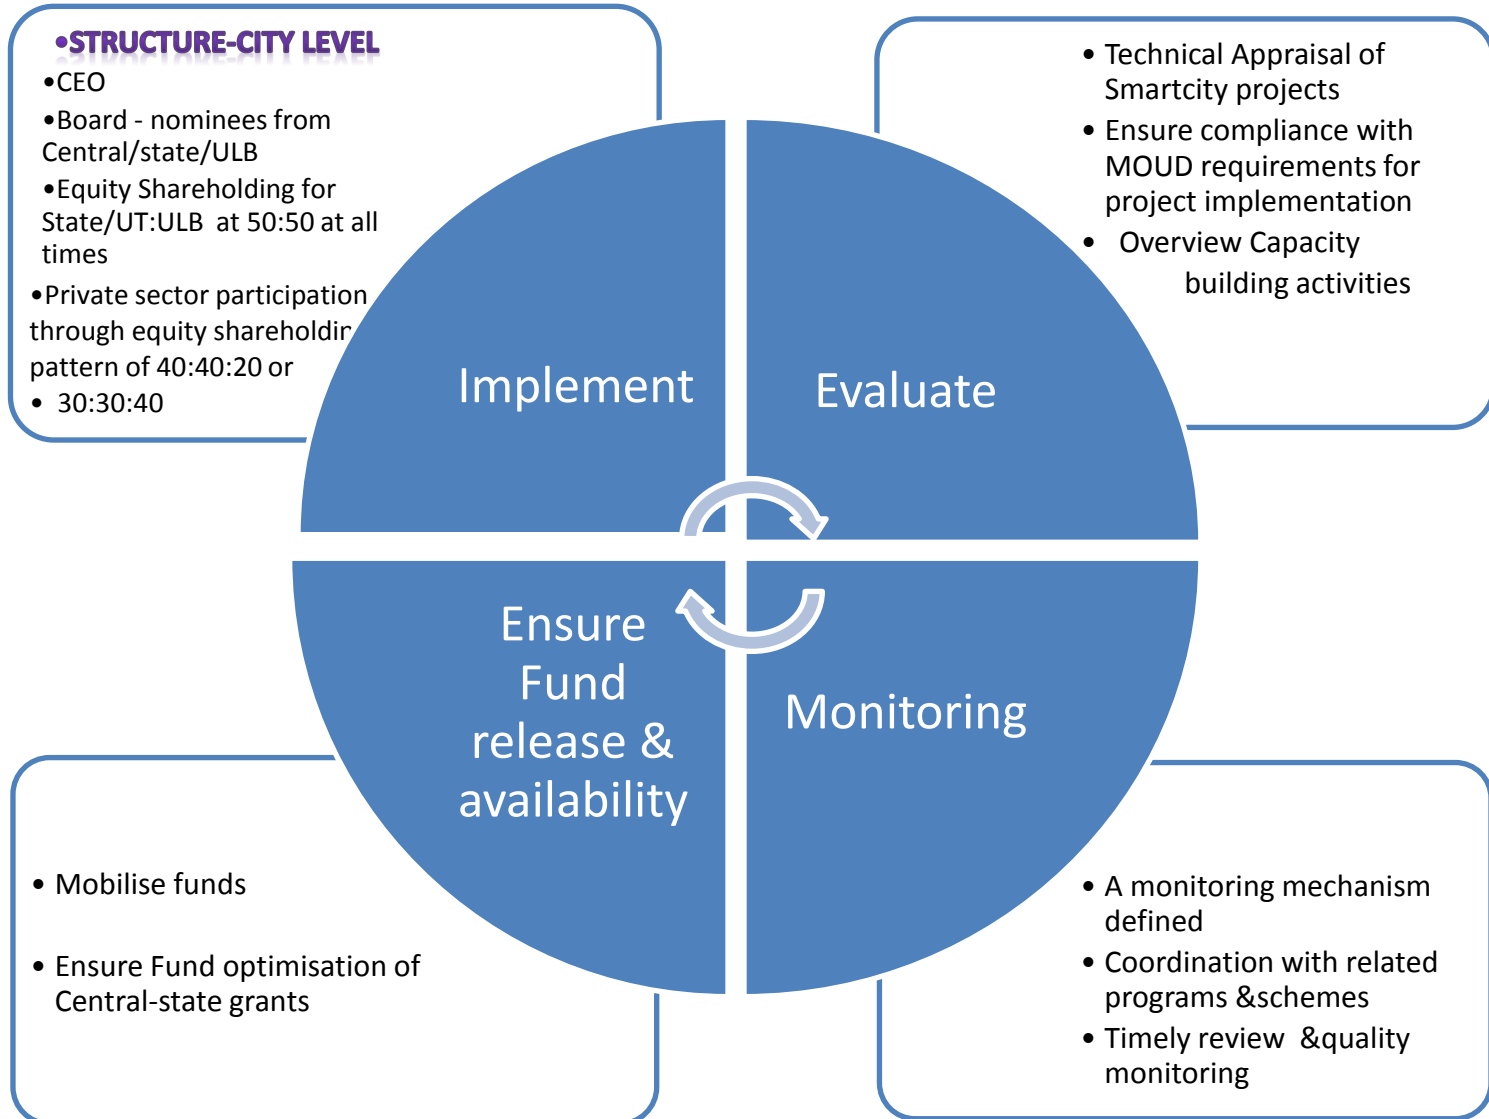 •STRUCTURE-CITY LEVEL
•CEO
•Board - nominees from
Central/state/ULB
•Equity Shareholding for
State/UT:ULB at 50:50 at all
times
•Private sector participation
through equity shareholdin
pattern of 40:40:20 or
• 30:30:40
• Technical Appraisal of
Smartcity projects
• Ensure compliance with
MOUD requirements for
project implementation
• Overview Capacity
building activities
Implement
Evaluate
Ensure
Fund
release &
availability
Monitoring
• Mobilise funds
• Ensure Fund optimisation of
Central-state grants
• A monitoring mechanism
defined
• Coordination with related
programs &schemes
• Timely review &quality
monitoring